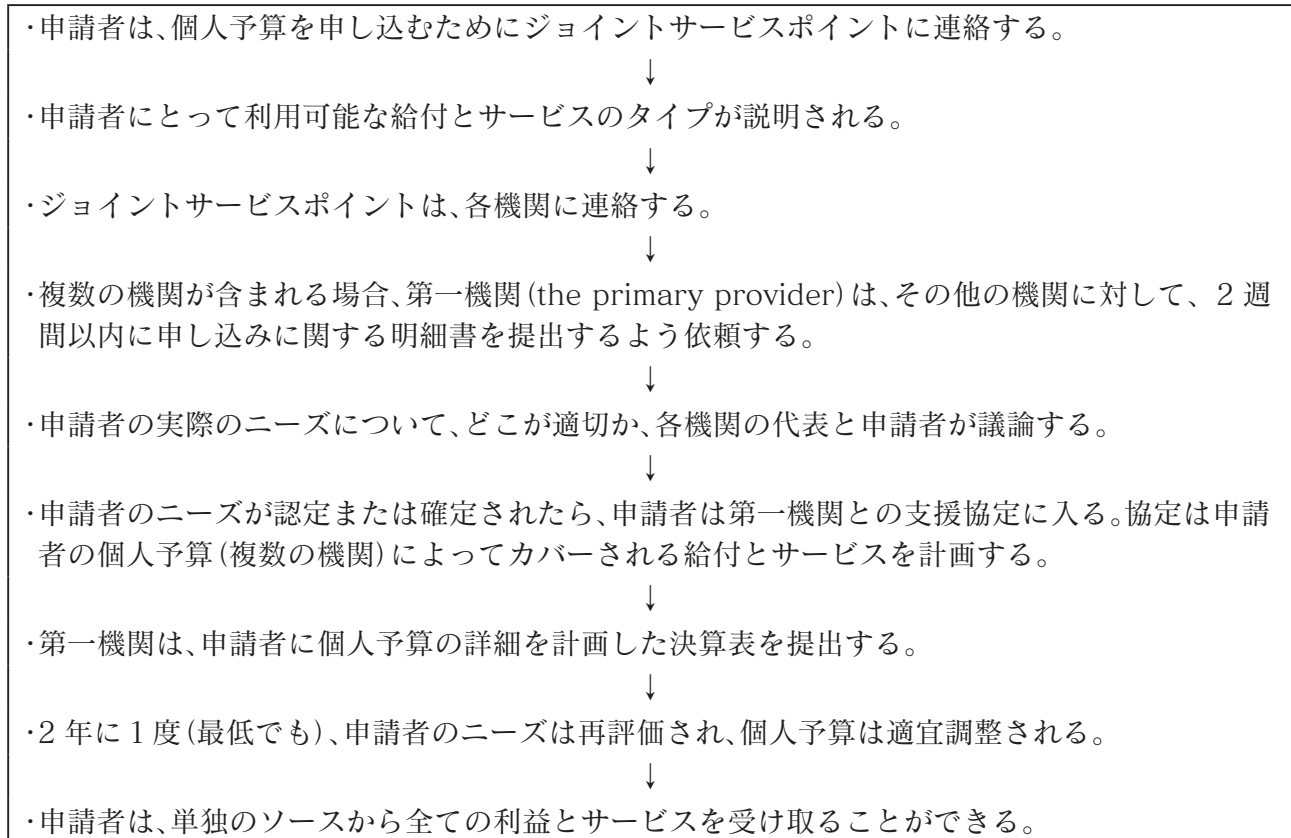 ・申請者は、個人予算を申し込むためにジョイントサービスポイントに連絡する。
↓
・申請者にとって利用可能な給付とサービスのタイプが説明される。
↓
・ジョイントサービスポイントは、各機関に連絡する。
↓
・複数の機関が含まれる場合、第一機関(the primary provider)は、その他の機関に対して、2週
間以内に申し込みに関する明細書を提出するよう依頼する。
↓
・申請者の実際のニーズについて、どこが適切か、各機関の代表と申請者が議論する。
↓
・申請者のニーズが認定または確定されたら、申請者は第一機関との支援協定に入る。協定は申請
者の個人予算(複数の機関)によってカバーされる給付とサービスを計画する。
↓
・第一機関は、申請者に個人予算の詳細を計画した決算表を提出する。
↓
・2年に1度(最低でも)、申請者のニーズは再評価され、個人予算は適宜調整される。
↓
・申請者は、単独のソースから全ての利益とサービスを受け取ることができる。